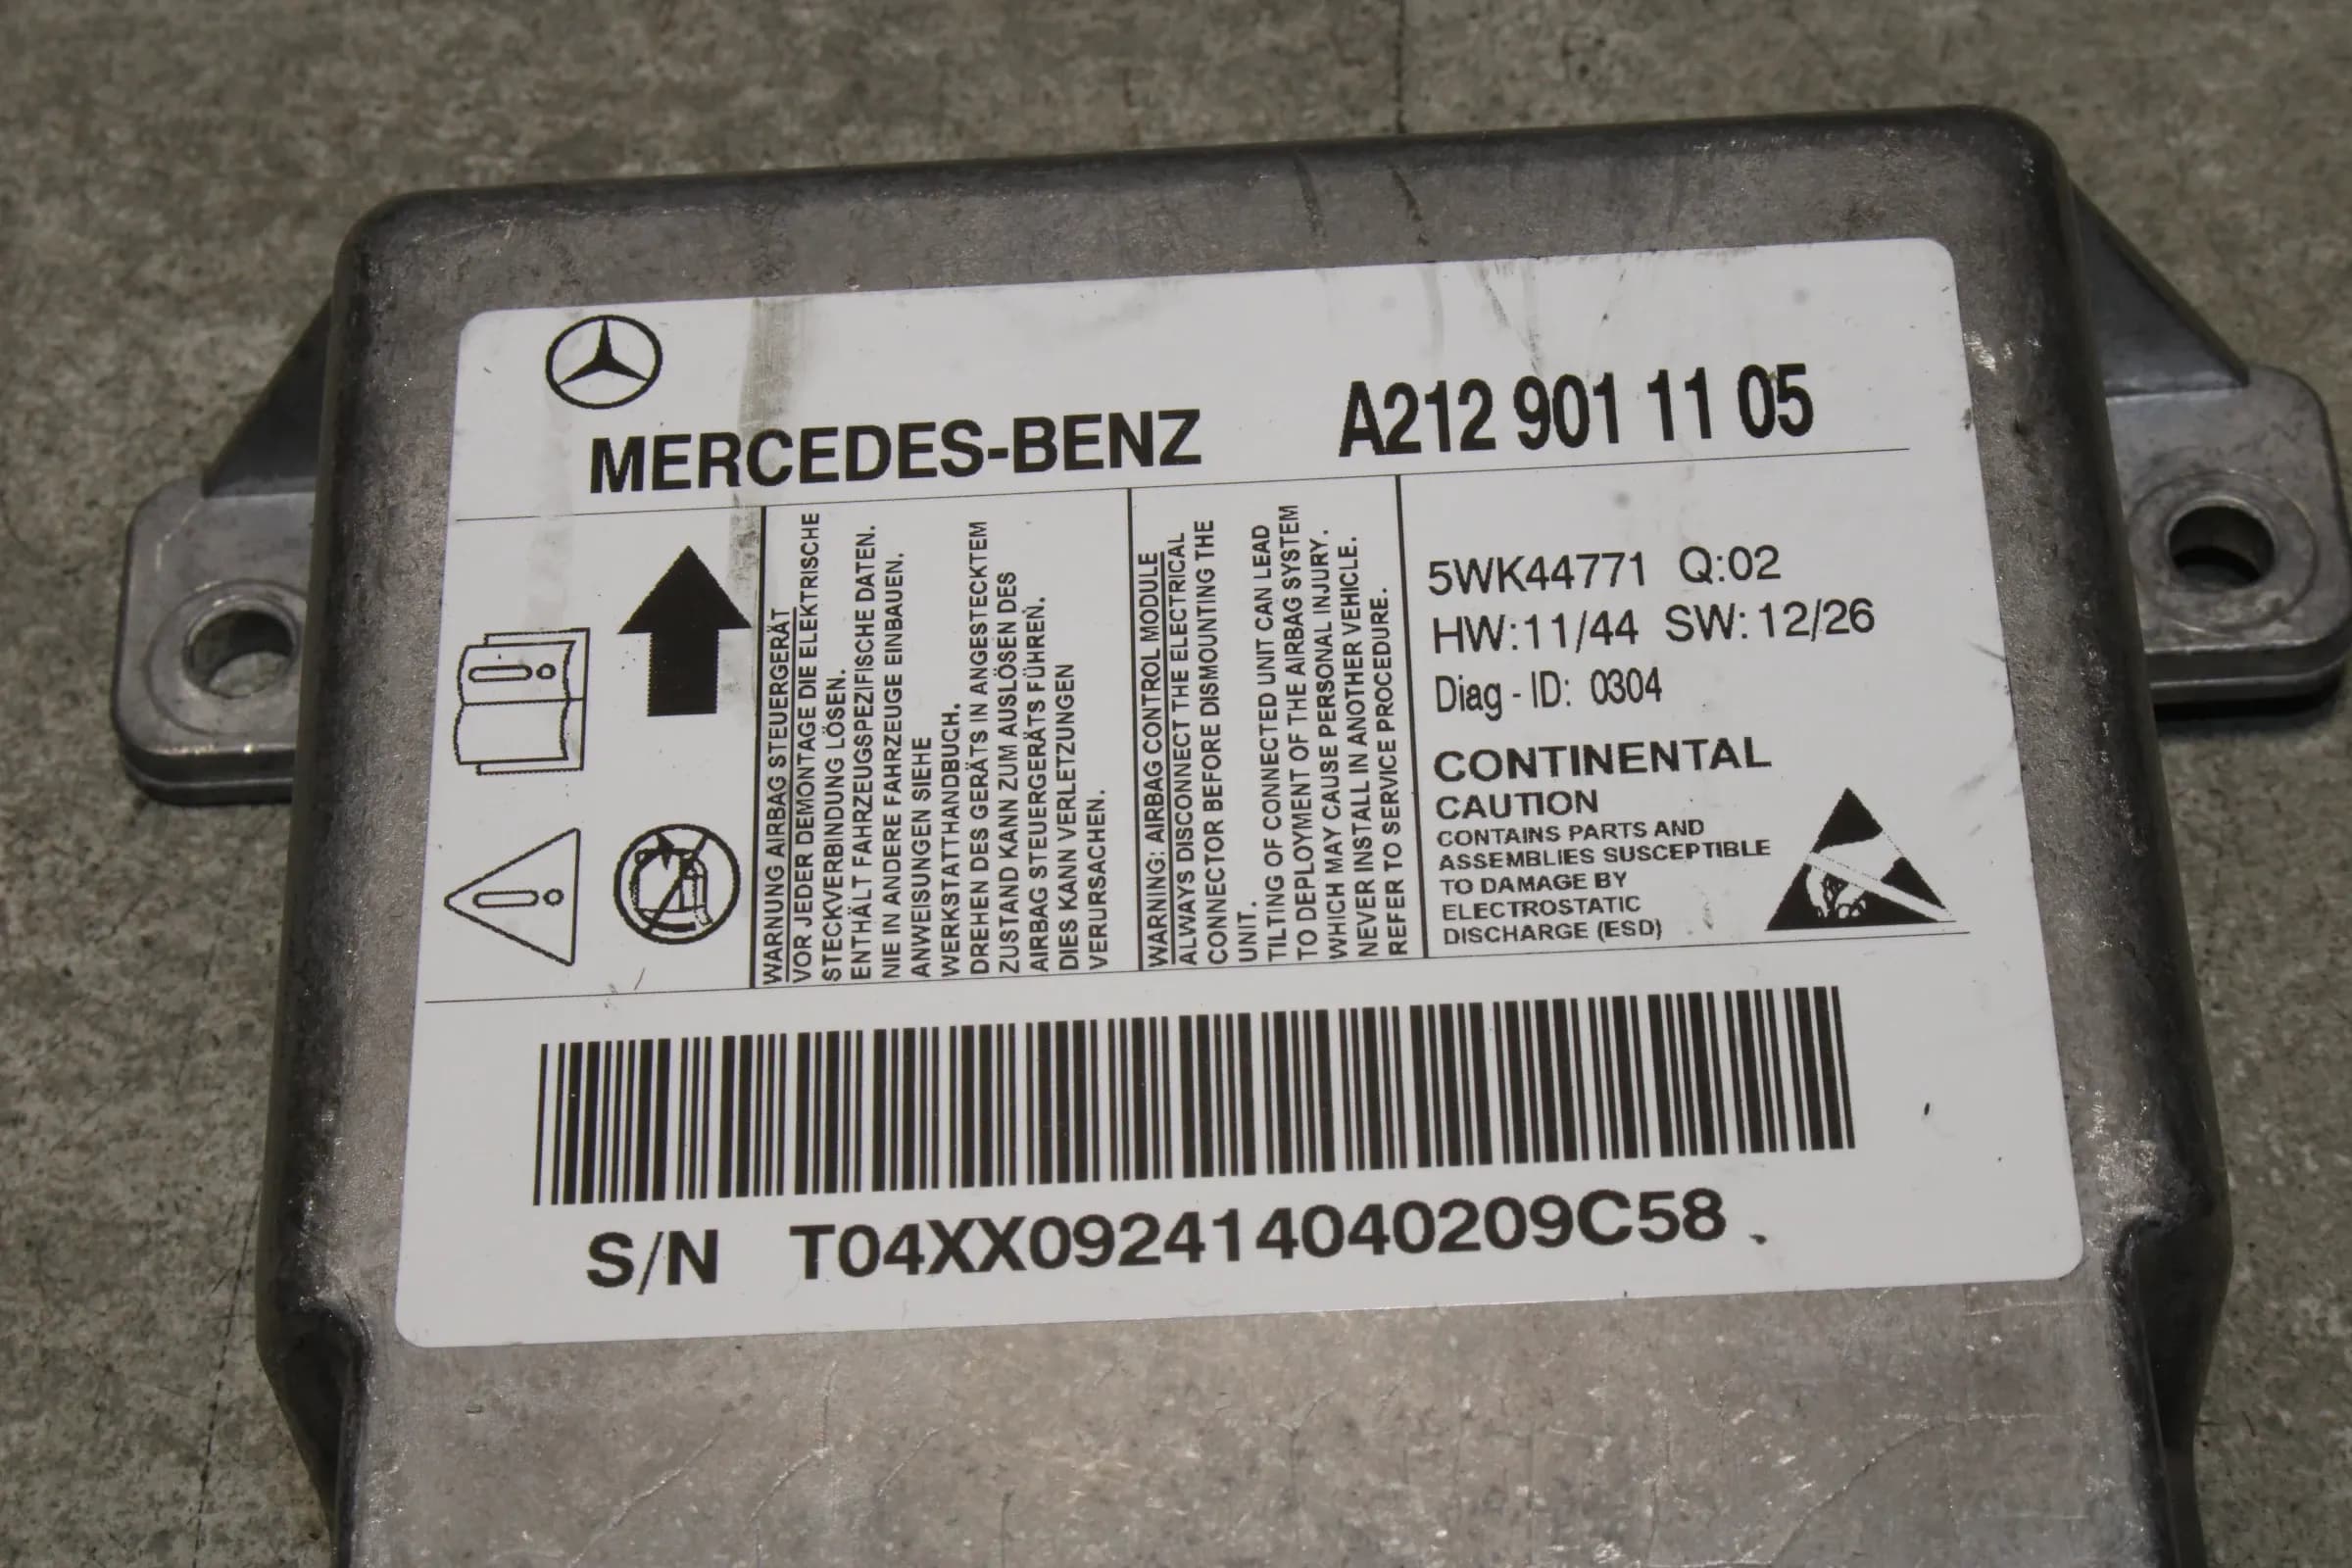 MERCEDES-BENZ
A212 901 11 05
WARNUNG AIRBAG STEUERGERÄT
VOR JEDER DEMONTAGE DIE ELEKTRISCHE
STECKVERBINDUNG LÖSEN.
ENTHÄLT FAHRZEUGSPEZIFISCHE DATEN.
NIE IN ANDERE FAHRZEUGE EINBAUEN.
ANWEISUNGEN SIEHE
WERKSTATTHANDBUCH.
DREHEN DES GERÄTS IN ANGESTECKTEM
ZUSTAND KANN ZUM AUSLÖSEN DES
AIRBAG STEUERGERÄTS FÜHREN.
DIES KANN VERLETZUNGEN
VERURSACHEN.
WARNING: AIRBAG CONTROL MODULE
ALWAYS DISCONNECT THE ELECTRICAL
CONNECTOR BEFORE DISMOUNTING THE
UNIT.
TILTING OF CONNECTED UNIT CAN LEAD
TO DEPLOYMENT OF THE AIRBAG SYSTEM
WHICH MAY CAUSE PERSONAL INJURY.
NEVER INSTALL IN ANOTHER VEHICLE.
REFER TO SERVICE PROCEDURE.
5WK44771 Q:02
HW:11/44 SW:12/26
Diag - ID: 0304
CONTINENTAL
CAUTION
CONTAINS PARTS AND
ASSEMBLIES SUSCEPTIBLE
TO DAMAGE BY
ELECTROSTATIC
DISCHARGE (ESD)
S/N T04XX092414040209C58